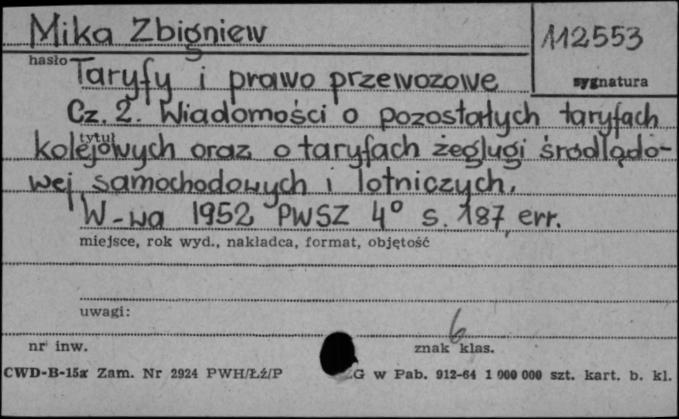 Mika Zbigniew
112553
hasło
sygnatura
Taryfy i prawo przewozowe
Cz. 2. Wiadomości o pozostałych taryfach
tytuł
kolejowych oraz o taryfach żeglugi śródlądo-
wej samochodowych i lotniczych.
W-wa 1952 PWSZ 4° s. 187, err.
miejsce, rok wyd., nakładca, format, objętość
uwagi:
6
nr inw.
znak klas.
CWD-B-15x Zam. Nr 2924 PWH/Łź/P G w Pab. 912-64 1 000 000 szt. kart. b. kl.